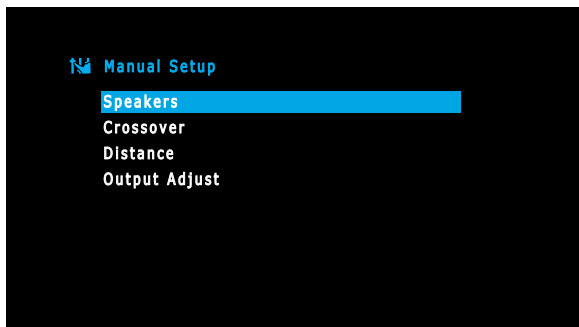 Manual Setup
Speakers
Crossover
Distance
Output Adjust